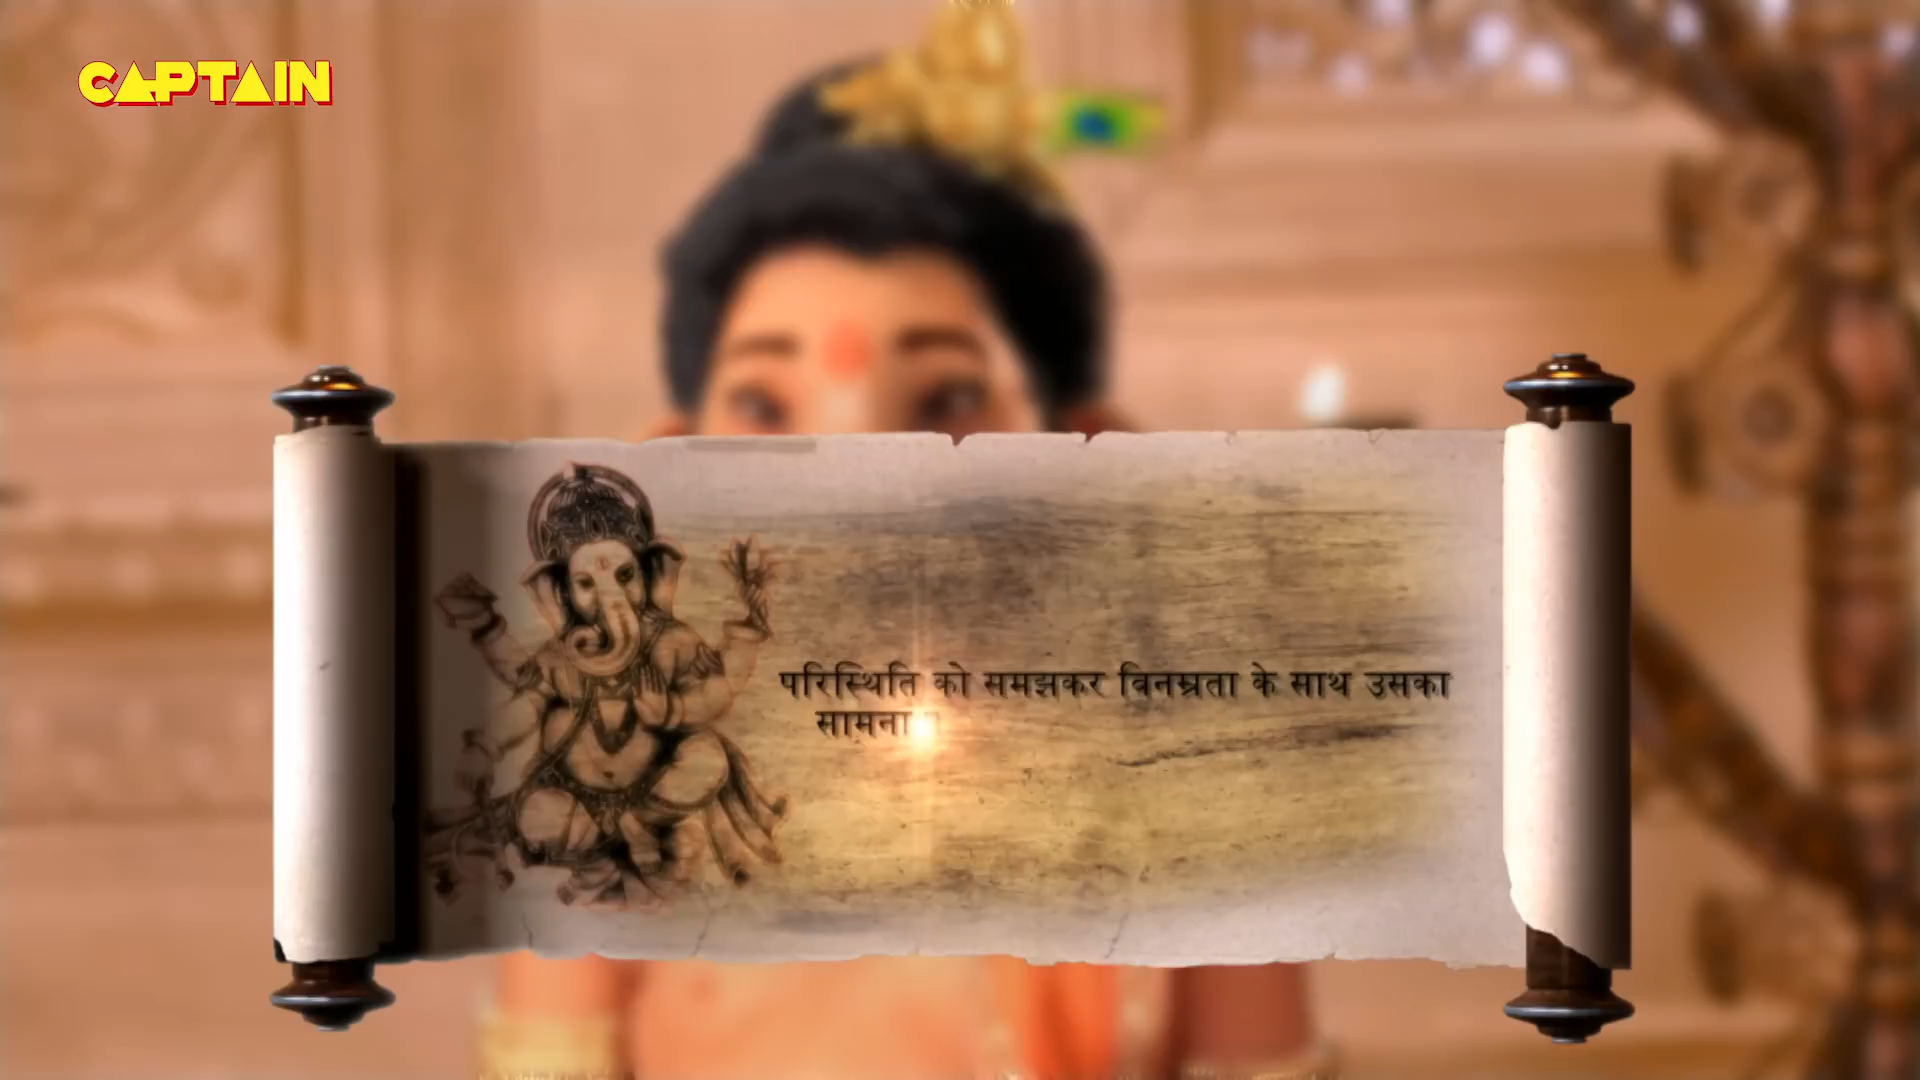 CAPTAIN
परिस्थिति को समझकर विनम्रता के साथ उसका
सामना